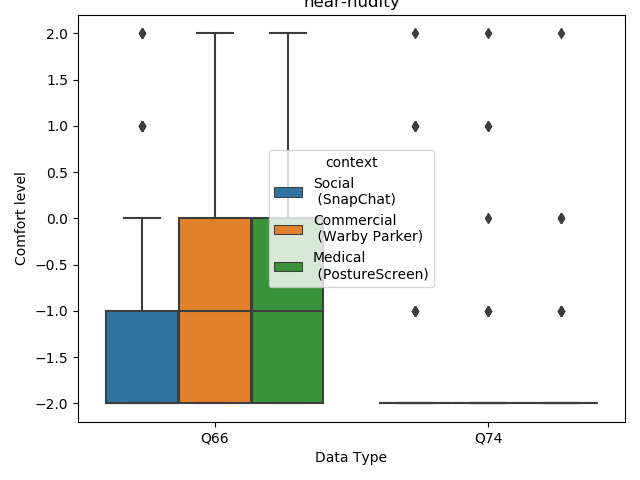 near-nudity
2.0
1.5
1.0
0.5
0.0
−0.5
−1.0
−1.5
−2.0
Comfort level
context
Social
(SnapChat)
Commercial
(Warby Parker)
Medical
(PostureScreen)
Q66
Q74
Data Type